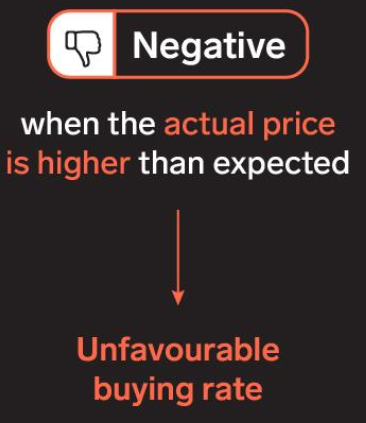 Negative
when the actual price
is higher than expected
Unfavourable
buying rate